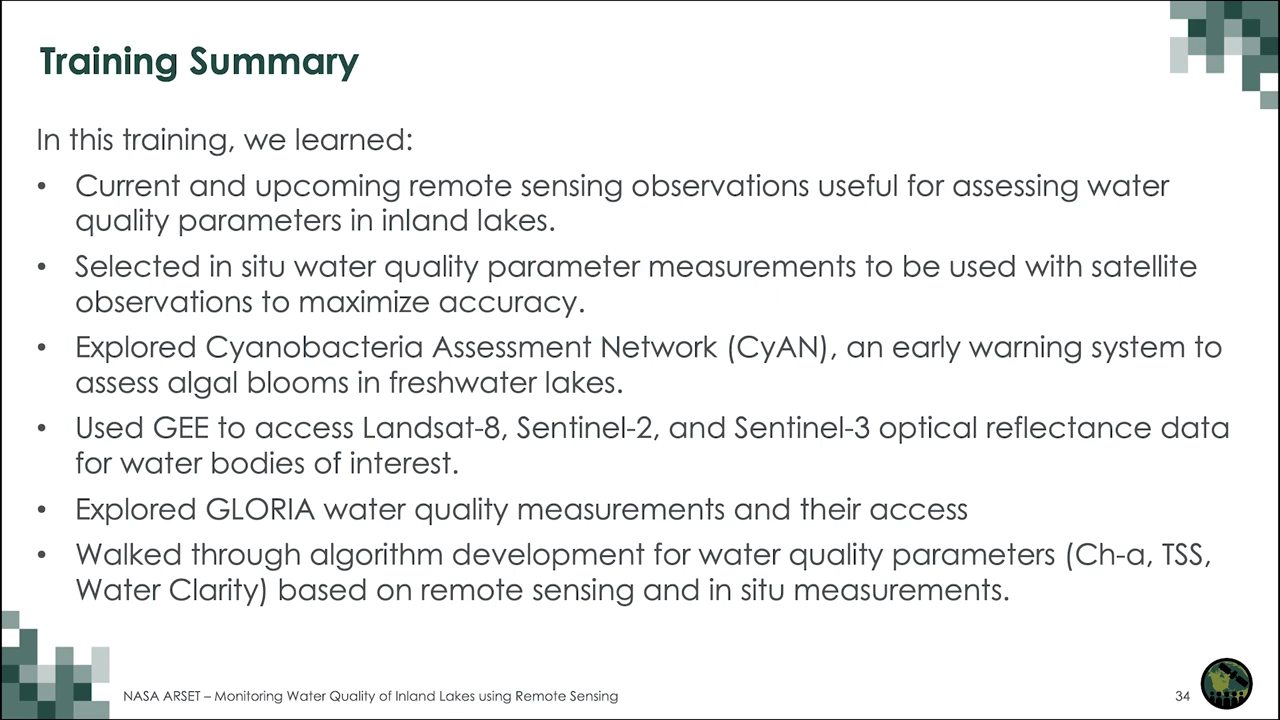 Training Summary
In this training, we learned:
• Current and upcoming remote sensing observations useful for assessing water
quality parameters in inland lakes.
• Selected in situ water quality parameter measurements to be used with satellite
observations to maximize accuracy.
• Explored Cyanobacteria Assessment Network (CyAN), an early warning system to
assess algal blooms in freshwater lakes.
• Used GEE to access Landsat-8, Sentinel-2, and Sentinel-3 optical reflectance data
for water bodies of interest.
• Explored GLORIA water quality measurements and their access
• Walked through algorithm development for water quality parameters (Ch-a, TSS,
Water Clarity) based on remote sensing and in situ measurements.
NASA ARSET – Monitoring Water Quality of Inland Lakes using Remote Sensing
34